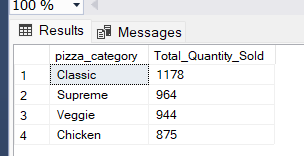 100 %
Results Messages
pizza_category Total_Quantity_Sold
1 Classic 1178
2 Supreme 964
3 Veggie 944
4 Chicken 875